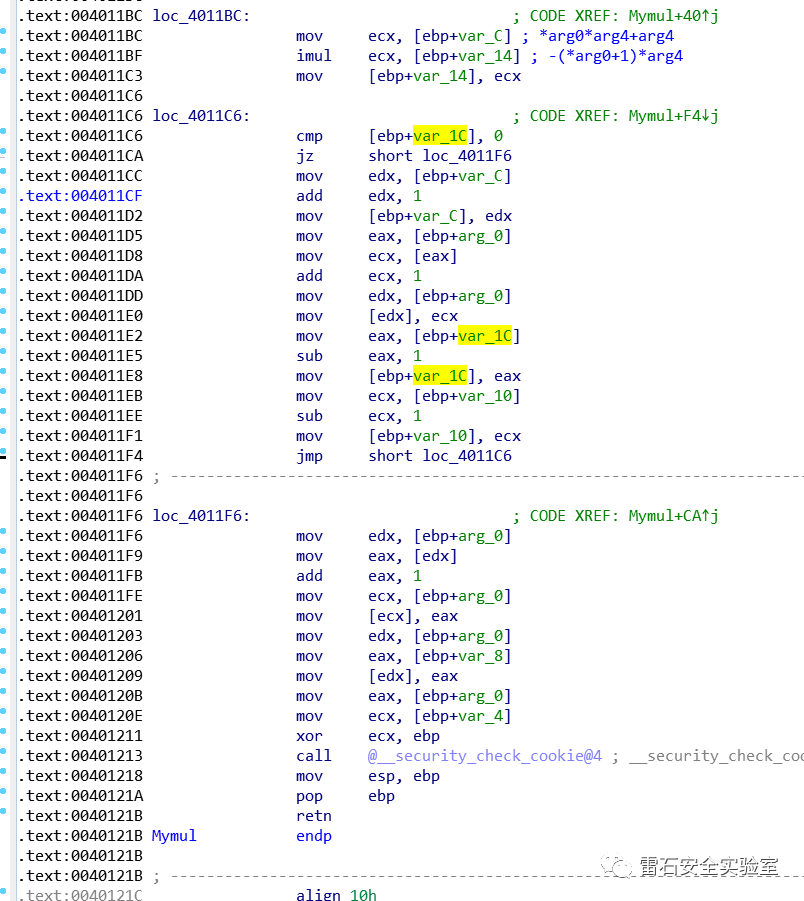 .text:004011BC loc_4011BC: ; CODE XREF: Mymul+40↑j
.text:004011BC mov ecx, [ebp+var_C] ; *arg0*arg4+arg4
.text:004011BF imul ecx, [ebp+var_14] ; -(*arg0+1)*arg4
.text:004011C3 mov [ebp+var_14], ecx
.text:004011C6
.text:004011C6 loc_4011C6: ; CODE XREF: Mymul+F4↓j
.text:004011C6 cmp [ebp+var_1C], 0
.text:004011CA jz short loc_4011F6
.text:004011CC mov edx, [ebp+var_C]
.text:004011CF add edx, 1
.text:004011D2 mov [ebp+var_C], edx
.text:004011D5 mov eax, [ebp+arg_0]
.text:004011D8 mov ecx, [eax]
.text:004011DA add ecx, 1
.text:004011DD mov edx, [ebp+arg_0]
.text:004011E0 mov [edx], ecx
.text:004011E2 mov eax, [ebp+var_1C]
.text:004011E5 sub eax, 1
.text:004011E8 mov [ebp+var_1C], eax
.text:004011EB mov ecx, [ebp+var_10]
.text:004011EE sub ecx, 1
.text:004011F1 mov [ebp+var_10], ecx
.text:004011F4 jmp short loc_4011C6
.text:004011F6 ; ---------------------------------------------------------------------------
.text:004011F6
.text:004011F6 loc_4011F6: ; CODE XREF: Mymul+CA↑j
.text:004011F6 mov edx, [ebp+arg_0]
.text:004011F9 mov eax, [edx]
.text:004011FB add eax, 1
.text:004011FE mov ecx, [ebp+arg_0]
.text:00401201 mov [ecx], eax
.text:00401203 mov edx, [ebp+arg_0]
.text:00401206 mov eax, [ebp+var_8]
.text:00401209 mov [edx], eax
.text:0040120B mov eax, [ebp+arg_0]
.text:0040120E mov ecx, [ebp+var_4]
.text:00401211 xor ecx, ebp
.text:00401213 call @__security_check_cookie@4 ; __security_check_coo
.text:00401218 mov esp, ebp
.text:0040121A pop ebp
.text:0040121B retn
.text:0040121B Mymul endp
.text:0040121B
.text:0040121B ; ---------------------------------------------------------------------------
.text:0040121C align 10h
雷石安全实验室